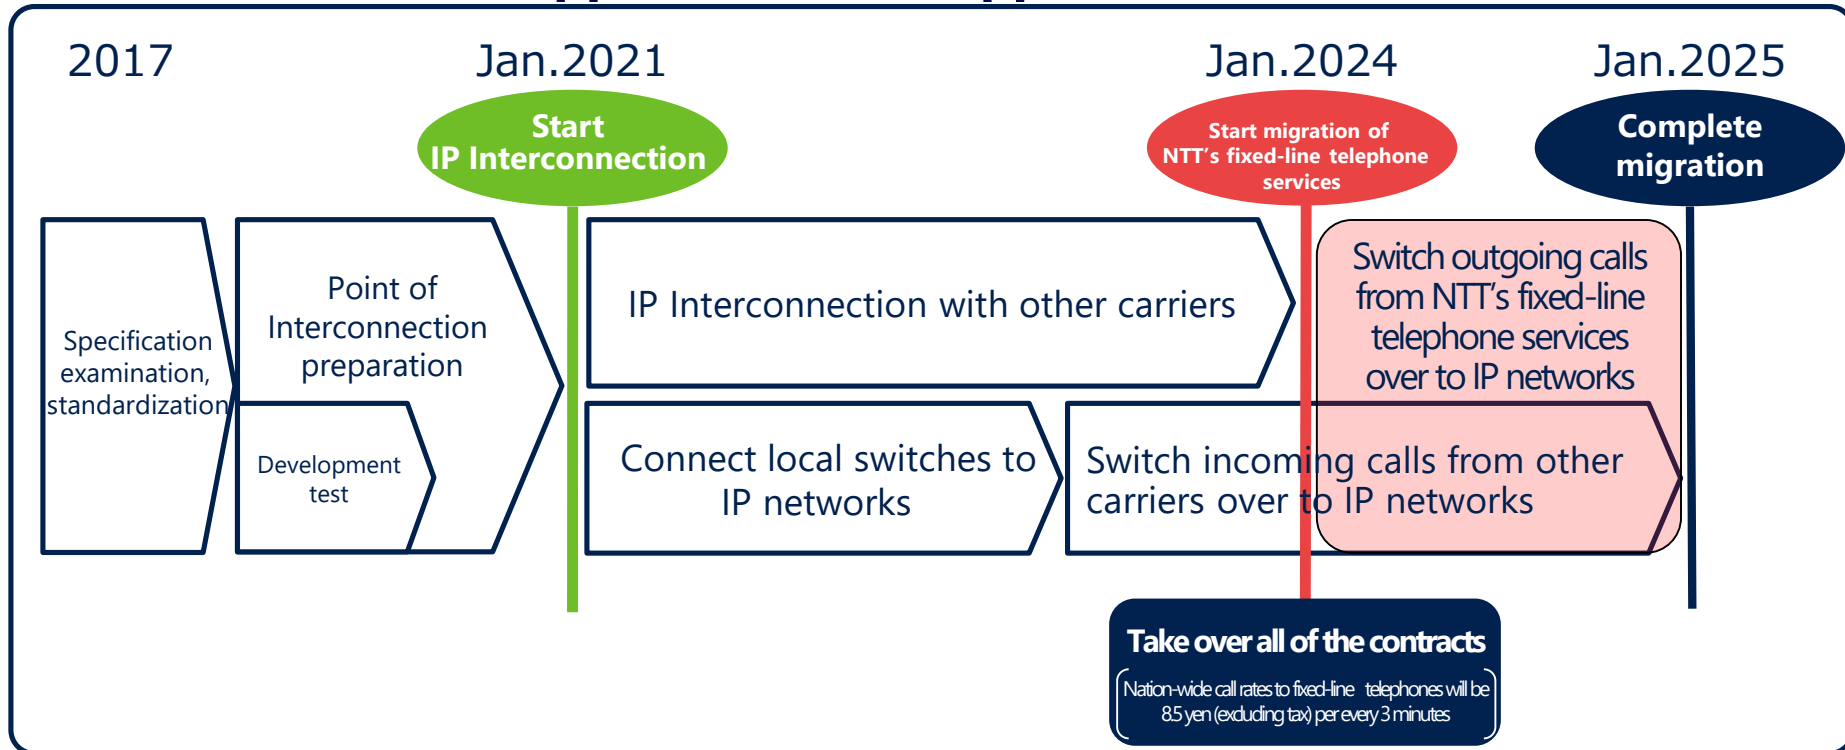 2017
Jan.2021
Jan.2024
Jan.2025
Start
IP Interconnection
Start migration of
NTT's fixed-line telephone
services
Complete
migration
Specification
examination,
standardization
Point of
Interconnection
preparation
Development
test
IP Interconnection with other carriers
Connect local switches to
IP networks
Switch outgoing calls
from NTT's fixed-line
telephone services
over to IP networks
Switch incoming calls from other
carriers over to IP networks
Take over all of the contracts
Nation-wide call rates to fixed-line telephones will be
8.5 yen (excluding tax) per every 3 minutes